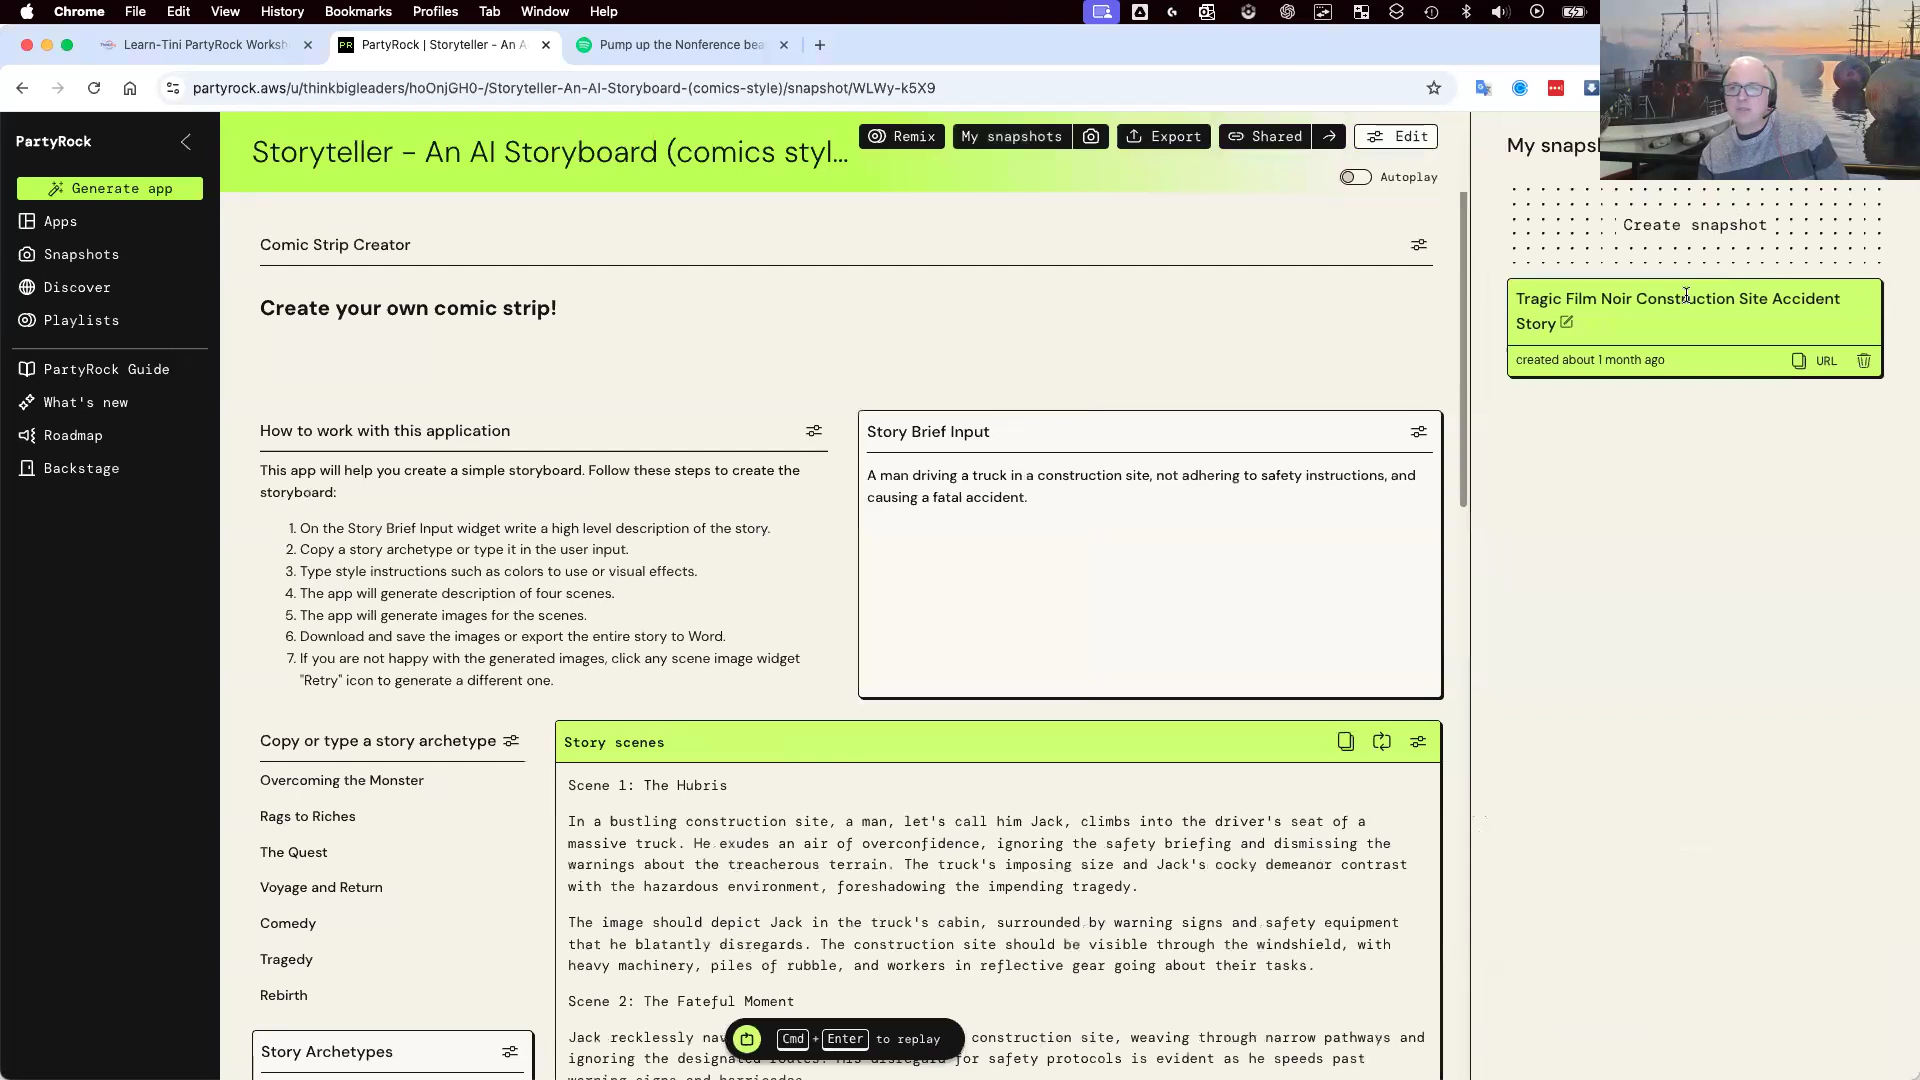 Chrome File Edit View History Bookmarks Profiles Tab Window Help
Learn-Tini PartyRock Worksh
PR PartyRock | Storyteller - An A
Pump up the Nonference bea
partyrock.aws/u/thinkbigleaders/hoOnjGH0-/Storyteller-An-AI-Storyboard-(comics-style)/snapshot/WLWy-k5X9
PartyRock
Generate app
Apps
Snapshots
Discover
Playlists
PartyRock Guide
What's new
Roadmap
Backstage
Storyteller - An AI Storyboard (comics styl...
Remix
My snapshots
Export
Shared
Edit
Autoplay
Comic Strip Creator
Create your own comic strip!
How to work with this application
This app will help you create a simple storyboard. Follow these steps to create the
storyboard:
1. On the Story Brief Input widget write a high level description of the story.
2. Copy a story archetype or type it in the user input.
3. Type style instructions such as colors to use or visual effects.
4. The app will generate description of four scenes.
5. The app will generate images for the scenes.
6. Download and save the images or export the entire story to Word.
7. If you are not happy with the generated images, click any scene image widget
"Retry" icon to generate a different one.
Story Brief Input
A man driving a truck in a construction site, not adhering to safety instructions, and
causing a fatal accident.
Copy or type a story archetype
Overcoming the Monster
Rags to Riches
The Quest
Voyage and Return
Comedy
Tragedy
Rebirth
Story Archetypes
Story scenes
Scene 1: The Hubris
In a bustling construction site, a man, let's call him Jack, climbs into the driver's seat of a
massive truck. He exudes an air of overconfidence, ignoring the safety briefing and dismissing the
warnings about the treacherous terrain. The truck's imposing size and Jack's cocky demeanor contrast
with the hazardous environment, foreshadowing the impending tragedy.
The image should depict Jack in the truck's cabin, surrounded by warning signs and safety equipment
that he blatantly disregards. The construction site should be visible through the windshield, with
heavy machinery, piles of rubble, and workers in reflective gear going about their tasks.
Scene 2: The Fateful Moment
Jack recklessly nav construction site, weaving through narrow pathways and
ignoring the designated for safety protocols is evident as he speeds past
Cmd + Enter to replay
My snaps
Create snapshot
Tragic Film Noir Construction Site Accident
Story
created about 1 month ago
URL